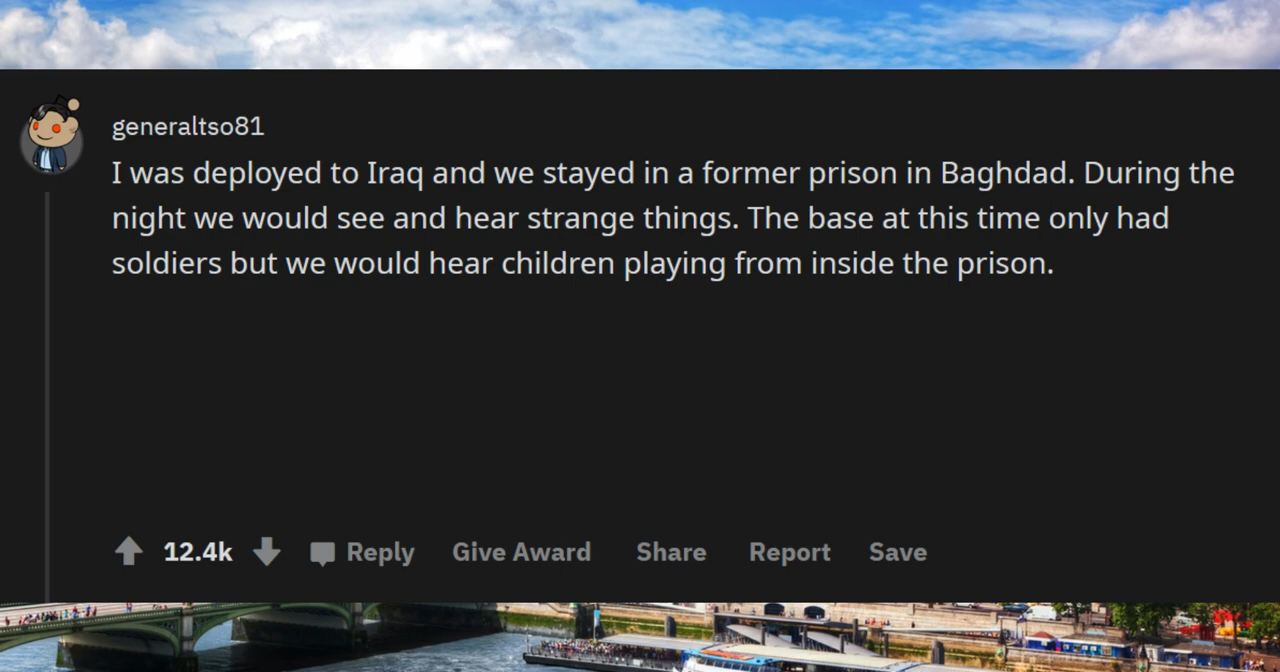 generaltso81
I was deployed to Iraq and we stayed in a former prison in Baghdad. During the
night we would see and hear strange things. The base at this time only had
soldiers but we would hear children playing from inside the prison.
12.4k Reply Give Award Share Report Save